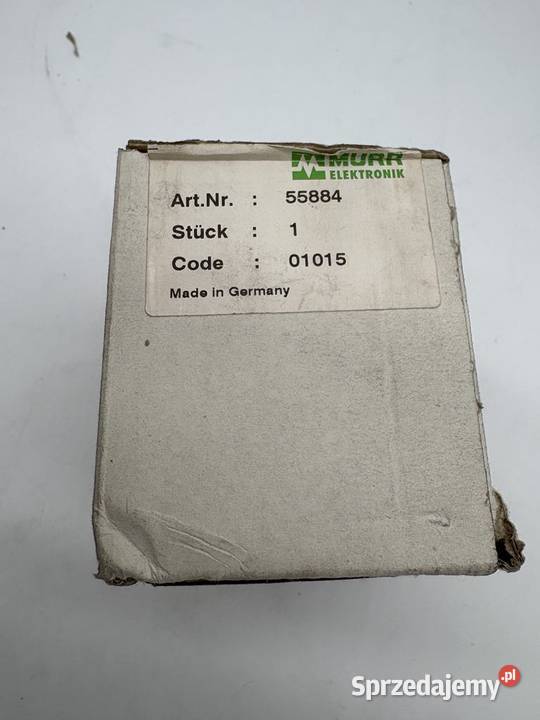 MURR
ELEKTRONIK
Art.Nr. : 55884
Stück : 1
Code : 01015
Made in Germany
Sprzedajemy.pl